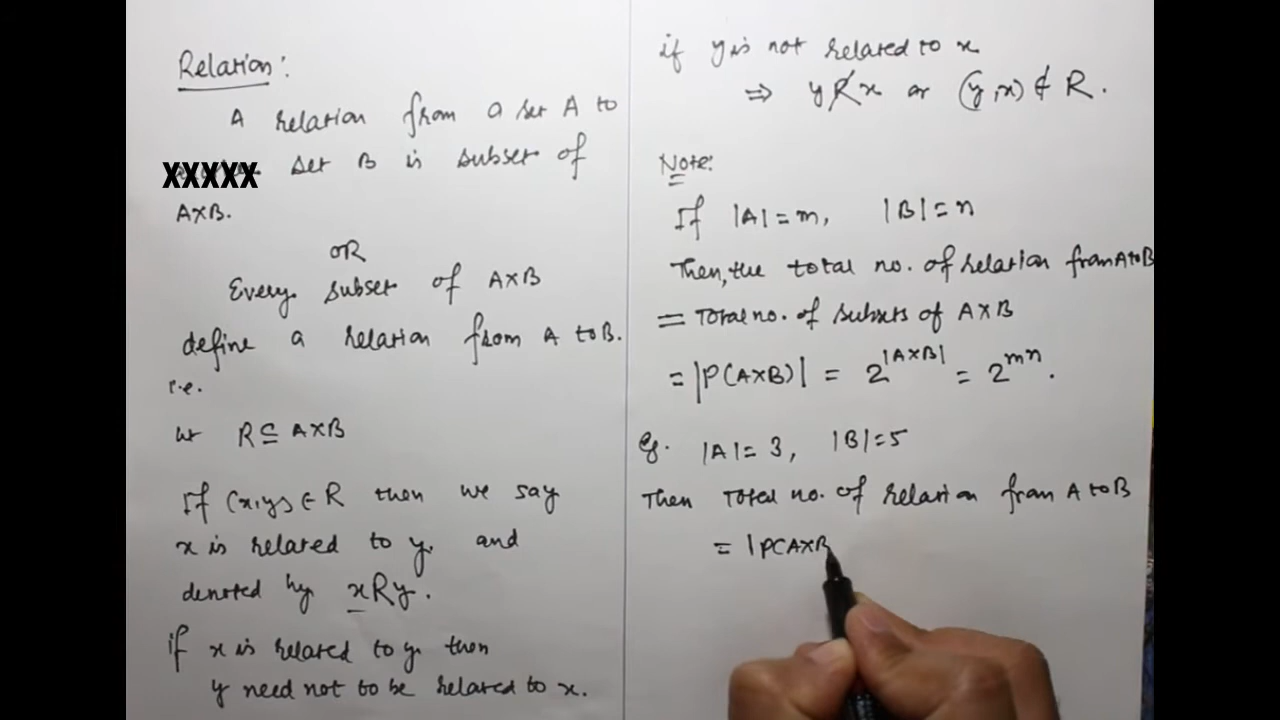 Relation:
A relation from a set A to
XXXXX set B is subset of
A×B.
OR
Every subset of A×B
define a relation from A to B.
i.e.
let R ⊆ A×B
If (x,y) ∈ R then we say
x is related to y. and
denoted by xRy.
if x is related to y. then
y need not to be related to x.
if y is not related to x
⇒ y R̸ x or (y,x) ∉ R.
Note:
If |A|=m, |B|=n
Then, the total no. of relation from A to B
= Total no. of subsets of A×B
= |P(A×B)| = 2^{|A×B|} = 2^{mn}.
Eg. |A|=3, |B|=5
Then Total no. of relation from A to B
= |P(A×B